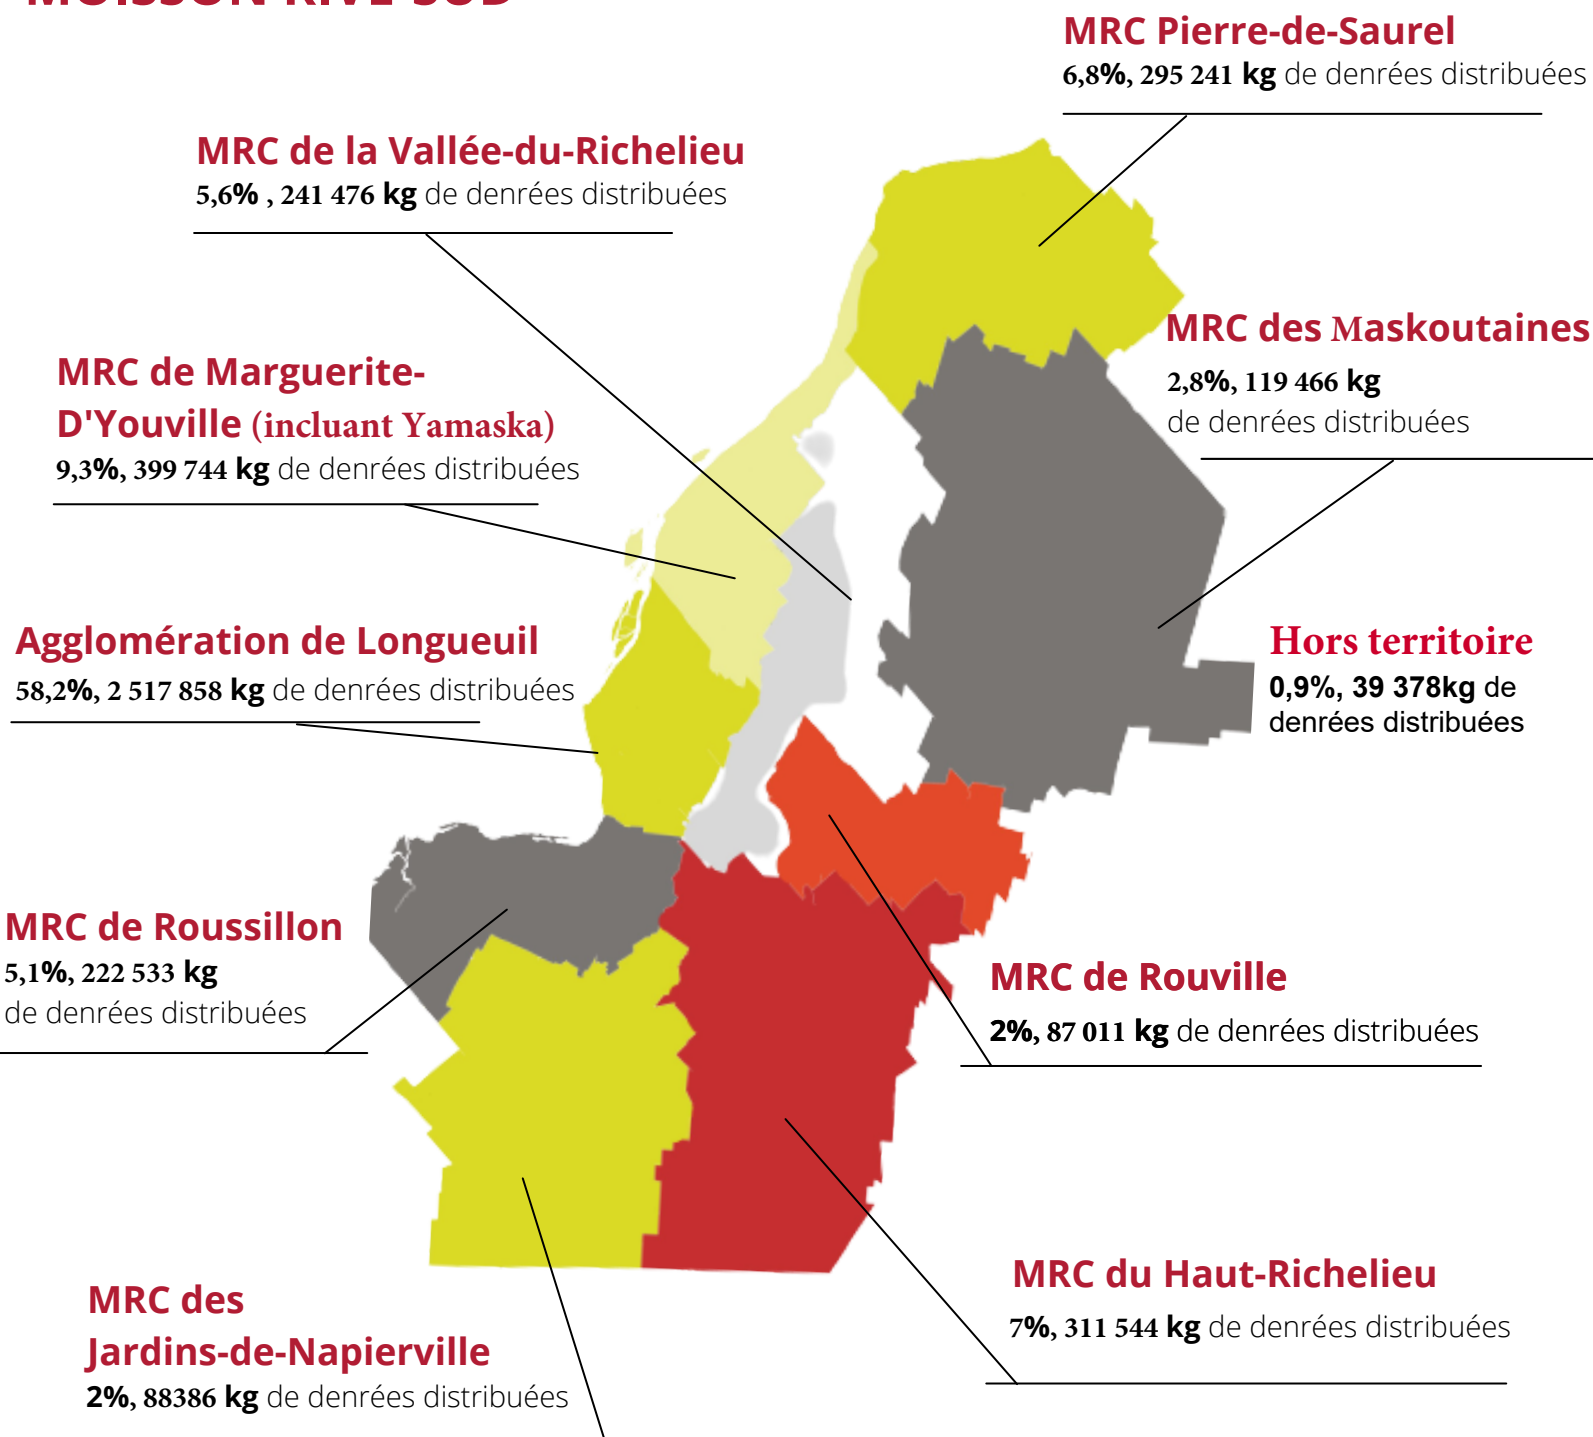 MOISSON RIVE-SUD
MRC Pierre-de-Saurel
6,8%, 295 241 kg de denrées distribuées
MRC de la Vallée-du-Richelieu
5,6% , 241 476 kg de denrées distribuées
MRC des Maskoutaines
2,8%, 119 466 kg
de denrées distribuées
MRC de Marguerite-
D'Youville (incluant Yamaska)
9,3%, 399 744 kg de denrées distribuées
Agglomération de Longueuil
58,2%, 2 517 858 kg de denrées distribuées
Hors territoire
0,9%, 39 378kg de
denrées distribuées
MRC de Roussillon
5,1%, 222 533 kg
de denrées distribuées
MRC de Rouville
2%, 87 011 kg de denrées distribuées
MRC du Haut-Richelieu
7%, 311 544 kg de denrées distribuées
MRC des
Jardins-de-Napierville
2%, 88386 kg de denrées distribuées